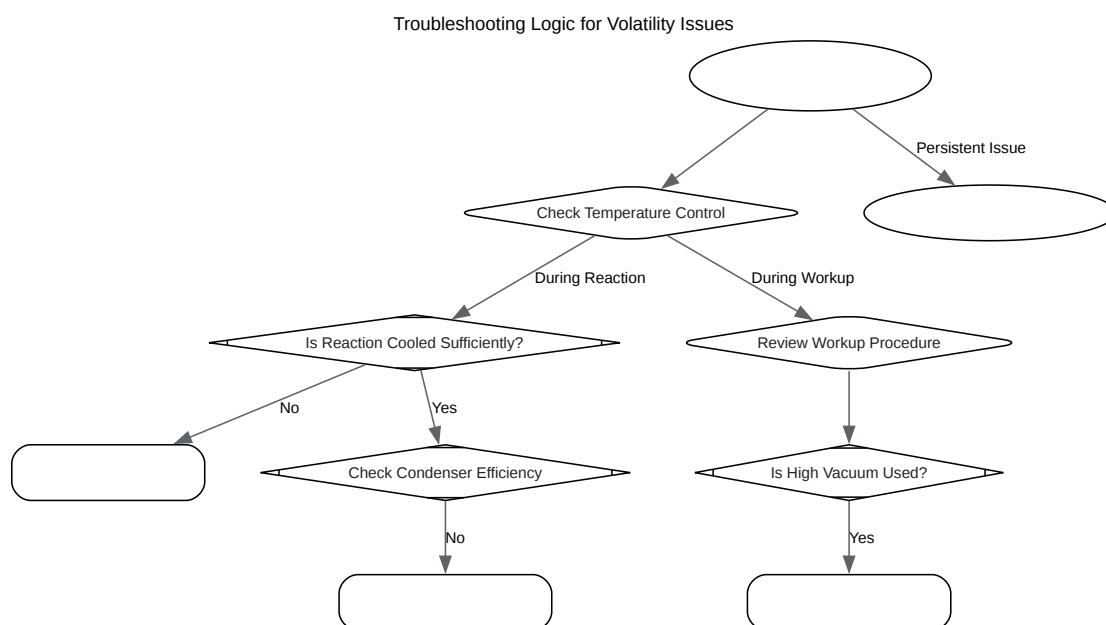 Troubleshooting Logic for Volatility Issues
Persistent Issue
Check Temperature Control
During Reaction
During Workup
Is Reaction Cooled Sufficiently?
Review Workup Procedure
No
Yes
Check Condenser Efficiency
Is High Vacuum Used?
No
Yes